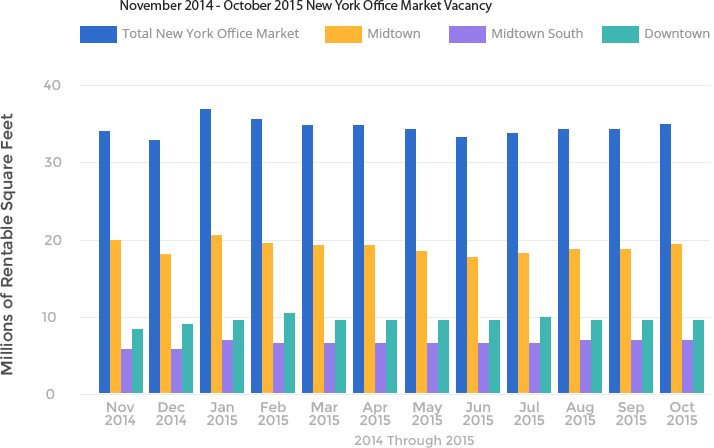 November 2014 - October 2015 New York Office Market Vacancy
Total New York Office Market Midtown Midtown South Downtown
Millions of Rentable Square Feet
40
30
20
10
0
Nov Dec Jan Feb Mar Apr May Jun Jul Aug Sep Oct
2014 2014 2015 2015 2015 2015 2015 2015 2015 2015 2015 2015
2014 Through 2015